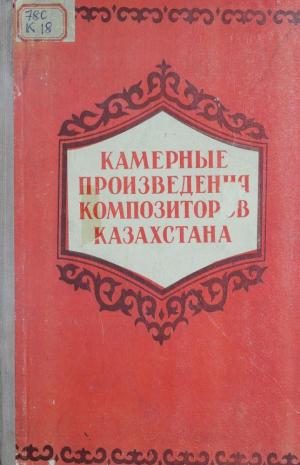 78С
К 18
КАМЕРНЫЕ
ПРОИЗВЕДЕНИЯ
КОМПОЗИТОРОВ
КАЗАХСТАНА